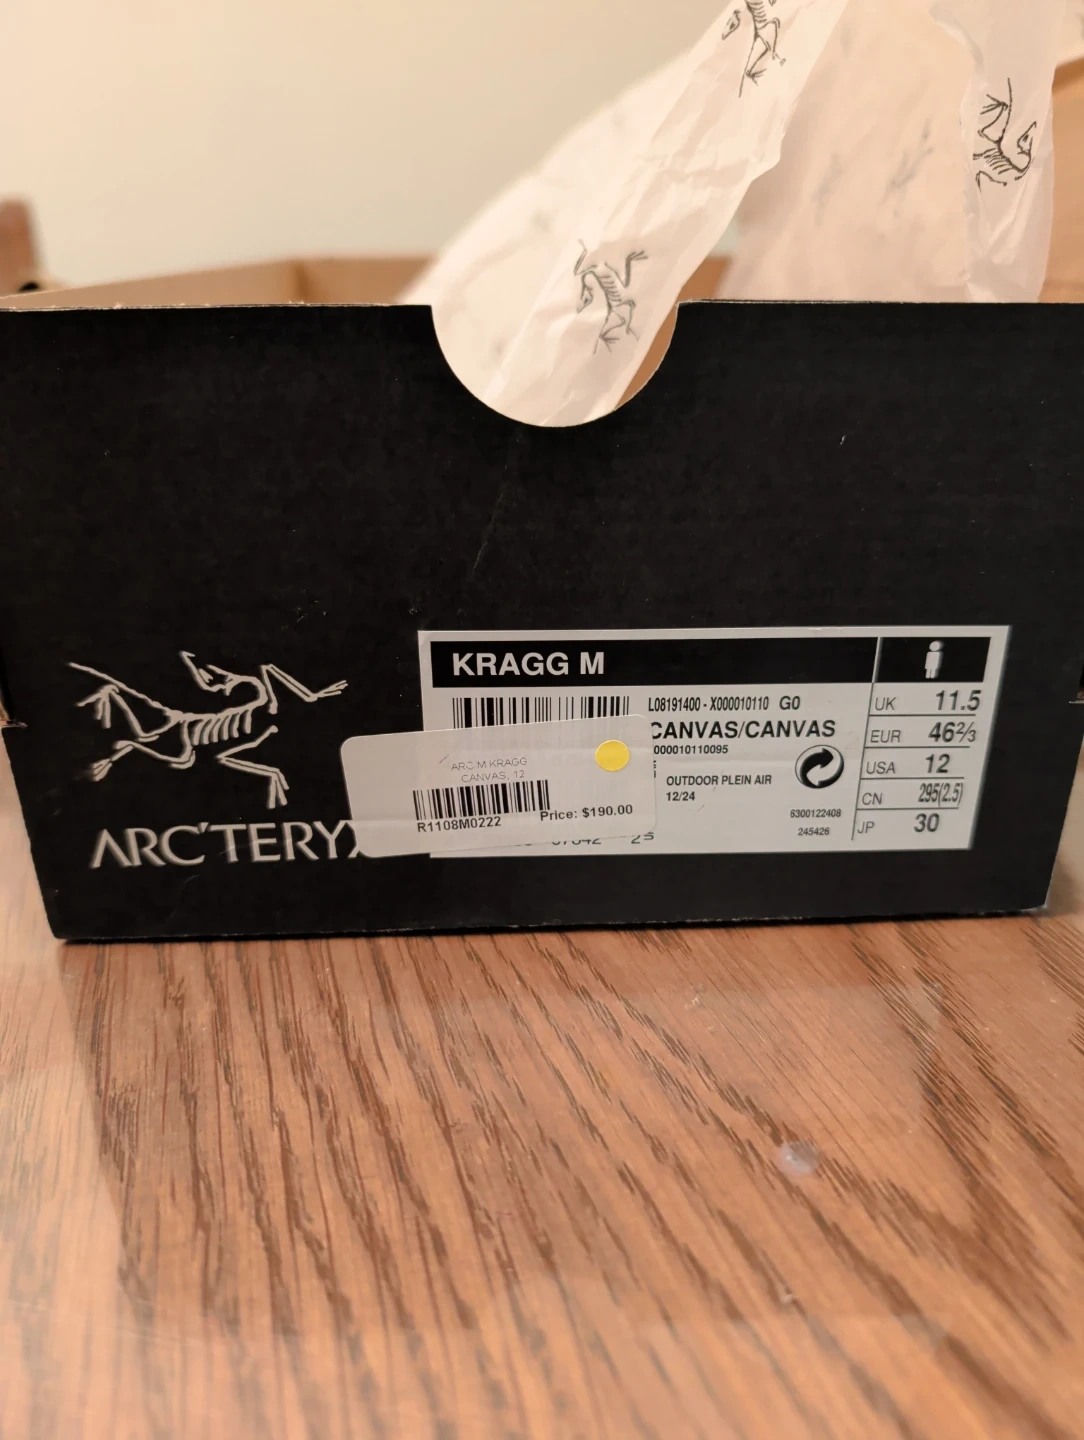 KRAGG M
L08191400 - X000010110 G0
CANVAS/CANVAS
000010110095
OUTDOOR PLEIN AIR
12/24
6300122408
245426
UK 11.5
EUR 46⅔
USA 12
CN 295(2.5)
JP 30
ARC'TERYX
ARC M KRAGG
CANVAS, 12
R1108M0222
Price: $190.00
25